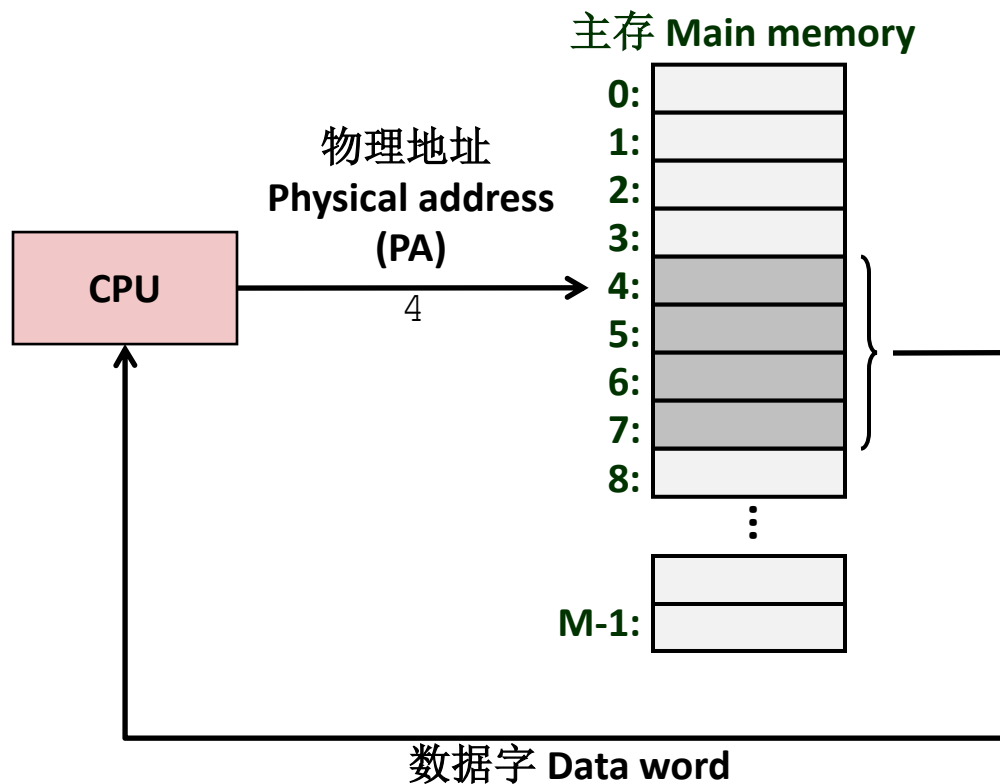 主存 Main memory
0:
1:
物理地址
Physical address
(PA)
2:
3:
CPU
4
4:
5:
6:
7:
8:
...
M-1:
数据字 Data word